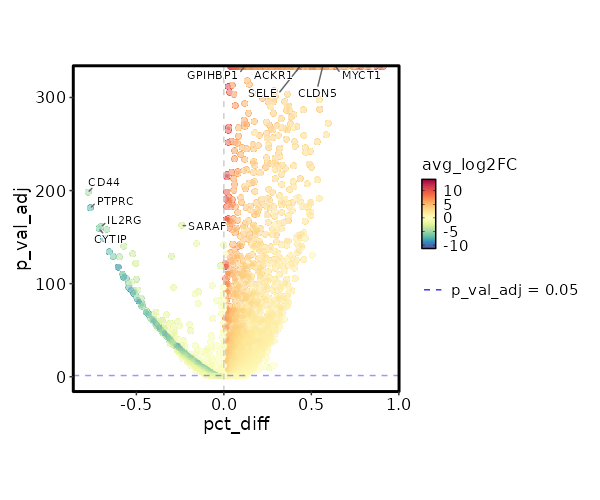 GPIHBP1 ACKR1 MYCT1
SELE CLDN5
CD44
PTPRC
IL2RG
SARAF
CYTIP
300
200
100
0
p_val_adj
-0.5 0.0 0.5 1.0
pct_diff
avg_log2FC
10
5
0
-5
-10
p_val_adj = 0.05